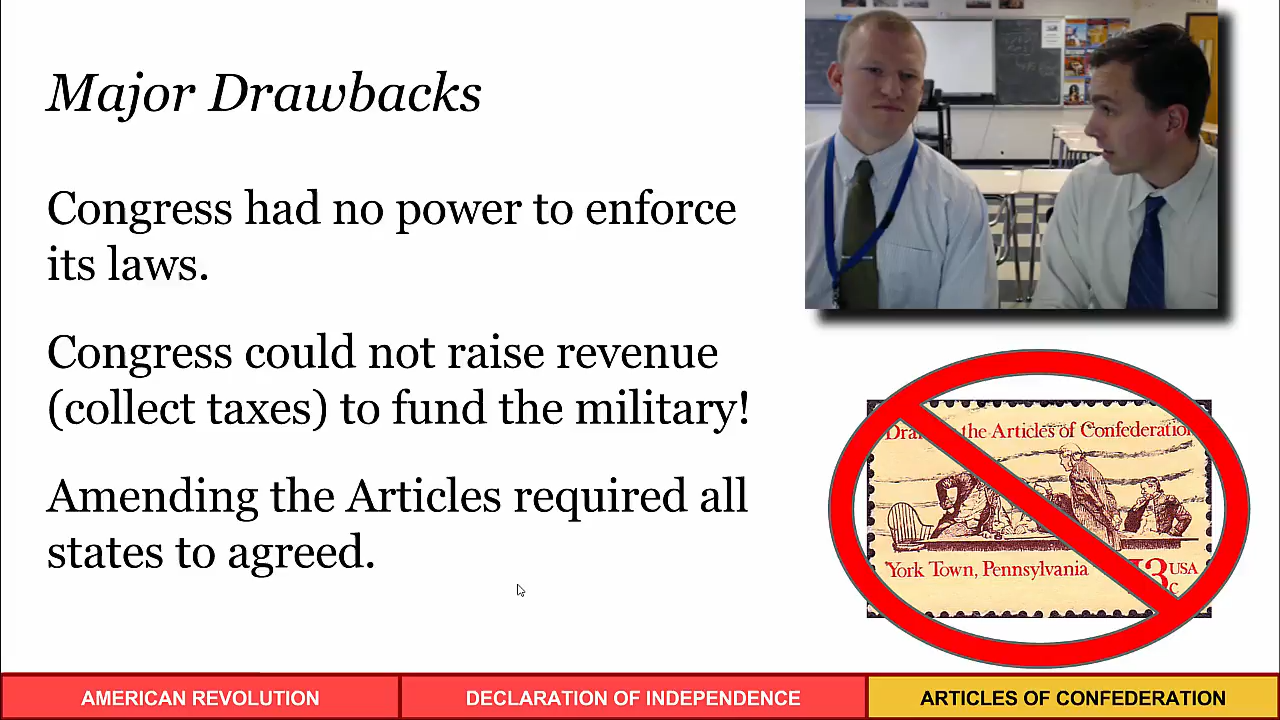 Major Drawbacks
Congress had no power to enforce
its laws.
Congress could not raise revenue
(collect taxes) to fund the military!
Amending the Articles required all
states to agreed.
the Articles of Confederation
York Town, Pennsylvania
USA
c
AMERICAN REVOLUTION
DECLARATION OF INDEPENDENCE
ARTICLES OF CONFEDERATION